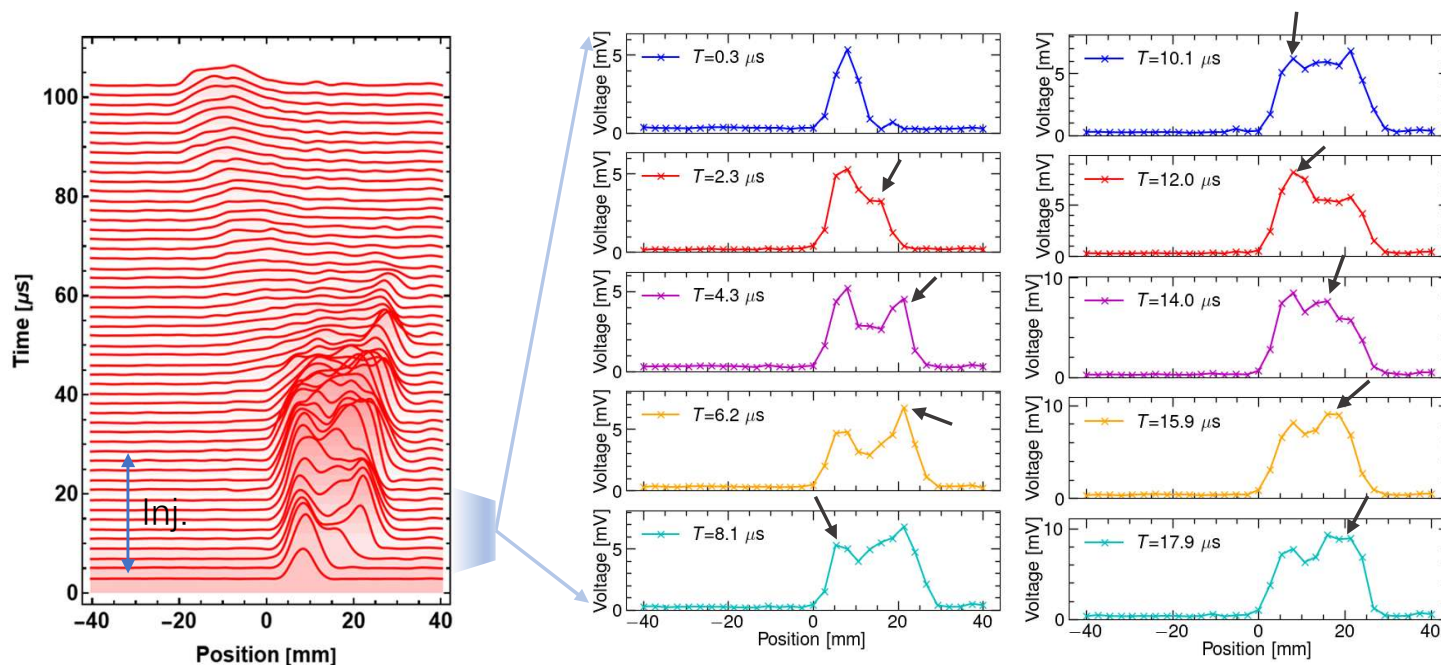 Time [μs]
100
80
60
40
20
0
Inj.
−40 −20 0 20 40
Position [mm]
Voltage [mV]
5
0
T=0.3 μs
Voltage [mV]
5
0
T=2.3 μs
Voltage [mV]
5
0
T=4.3 μs
Voltage [mV]
5
0
T=6.2 μs
Voltage [mV]
5
0
T=8.1 μs
−40 −20 0 20 40
Position [mm]
Voltage [mV]
5
0
T=10.1 μs
Voltage [mV]
5
0
T=12.0 μs
Voltage [mV]
10
0
T=14.0 μs
Voltage [mV]
10
0
T=15.9 μs
Voltage [mV]
10
0
T=17.9 μs
−40 −20 0 20 40
Position [mm]